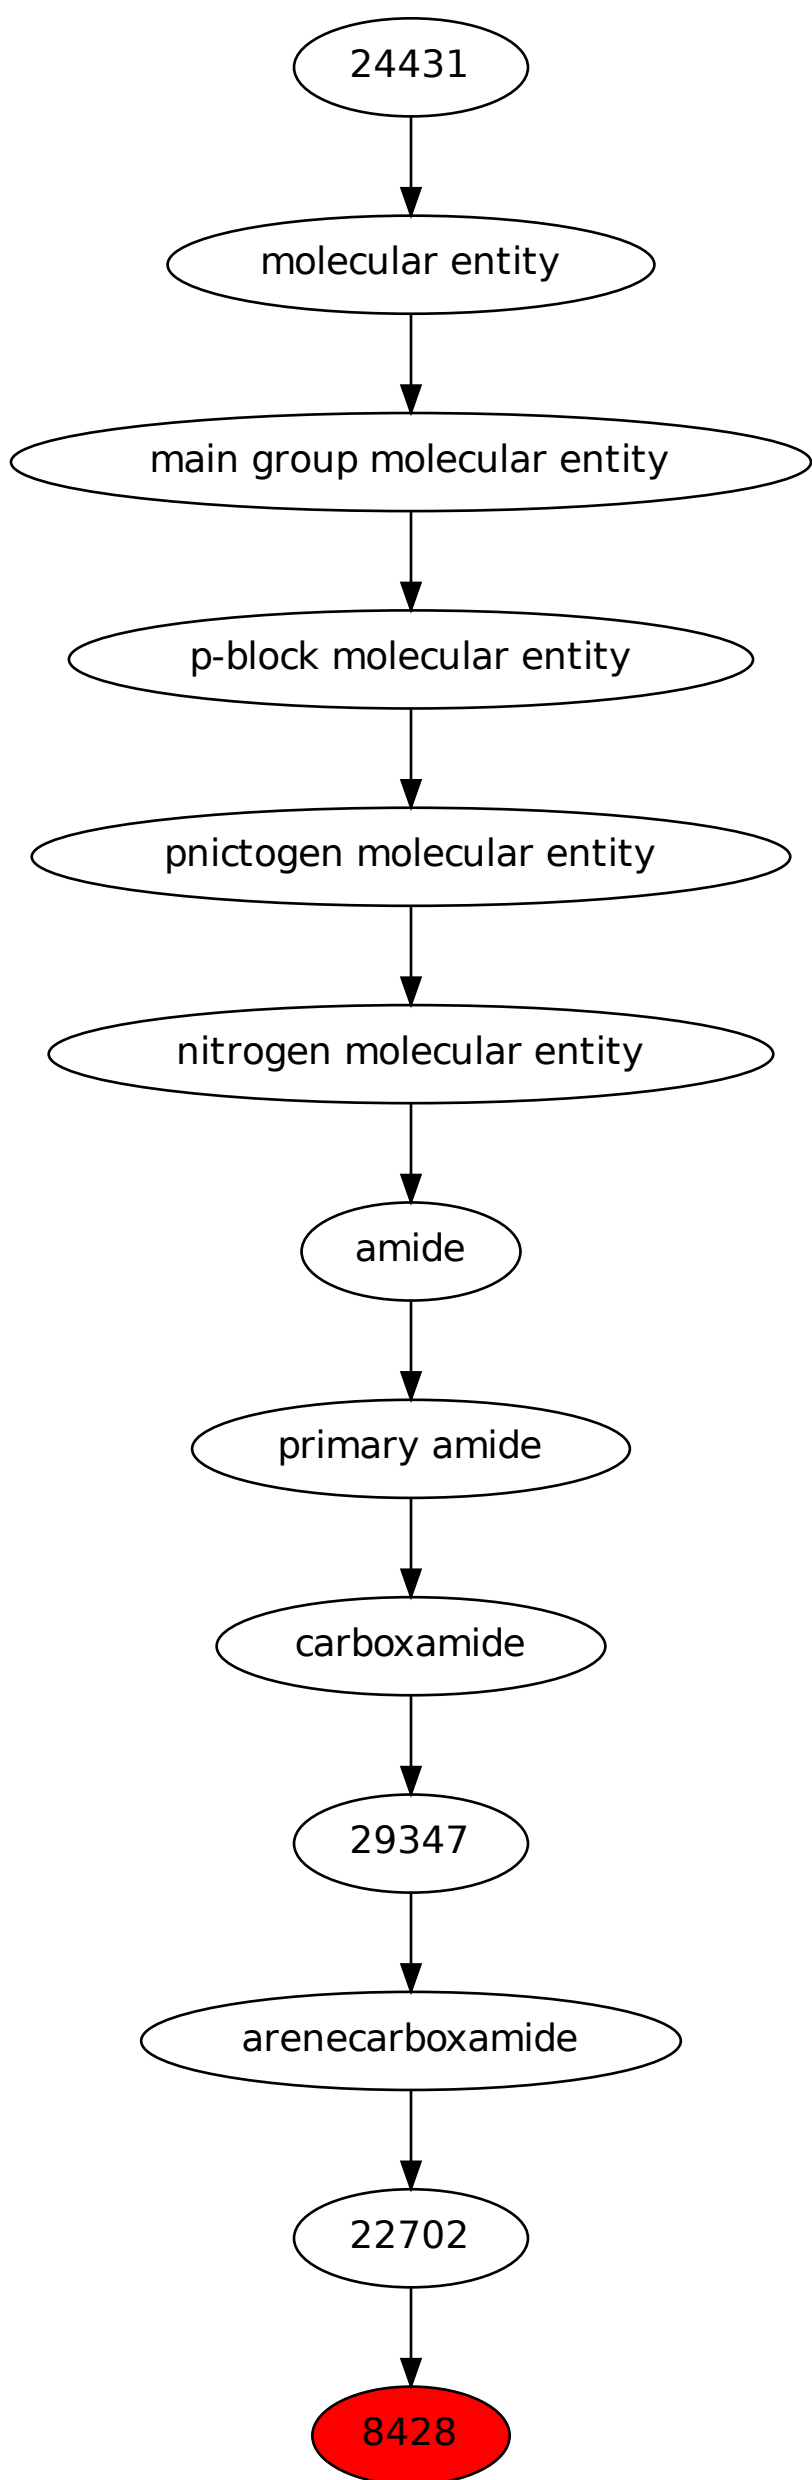 24431
molecular entity
main group molecular entity
p-block molecular entity
pnictogen molecular entity
nitrogen molecular entity
amide
primary amide
carboxamide
29347
arenecarboxamide
22702
8428